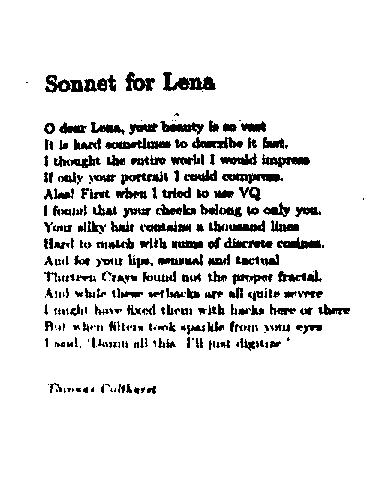 Sonnet for Lena
O dear Lena, your beauty is so vast
It is hard sometimes to describe it fast.
I thought the entire world I would impress
If only your portrait I could compress.
Alas! First when I tried to use VQ
I found that your cheeks belong to only you.
Your silky hair contains a thousand lines
Hard to match with sums of discrete cosines.
And for your lips, sensual and tactual
Thirteen Crays found not the proper fractal.
And while these setbacks are all quite severe
I might have fixed them with hacks here or there
But when filters took sparkle from your eyes
I said, 'Damn all this. I'll just digitize.'
Thomas Colthurst